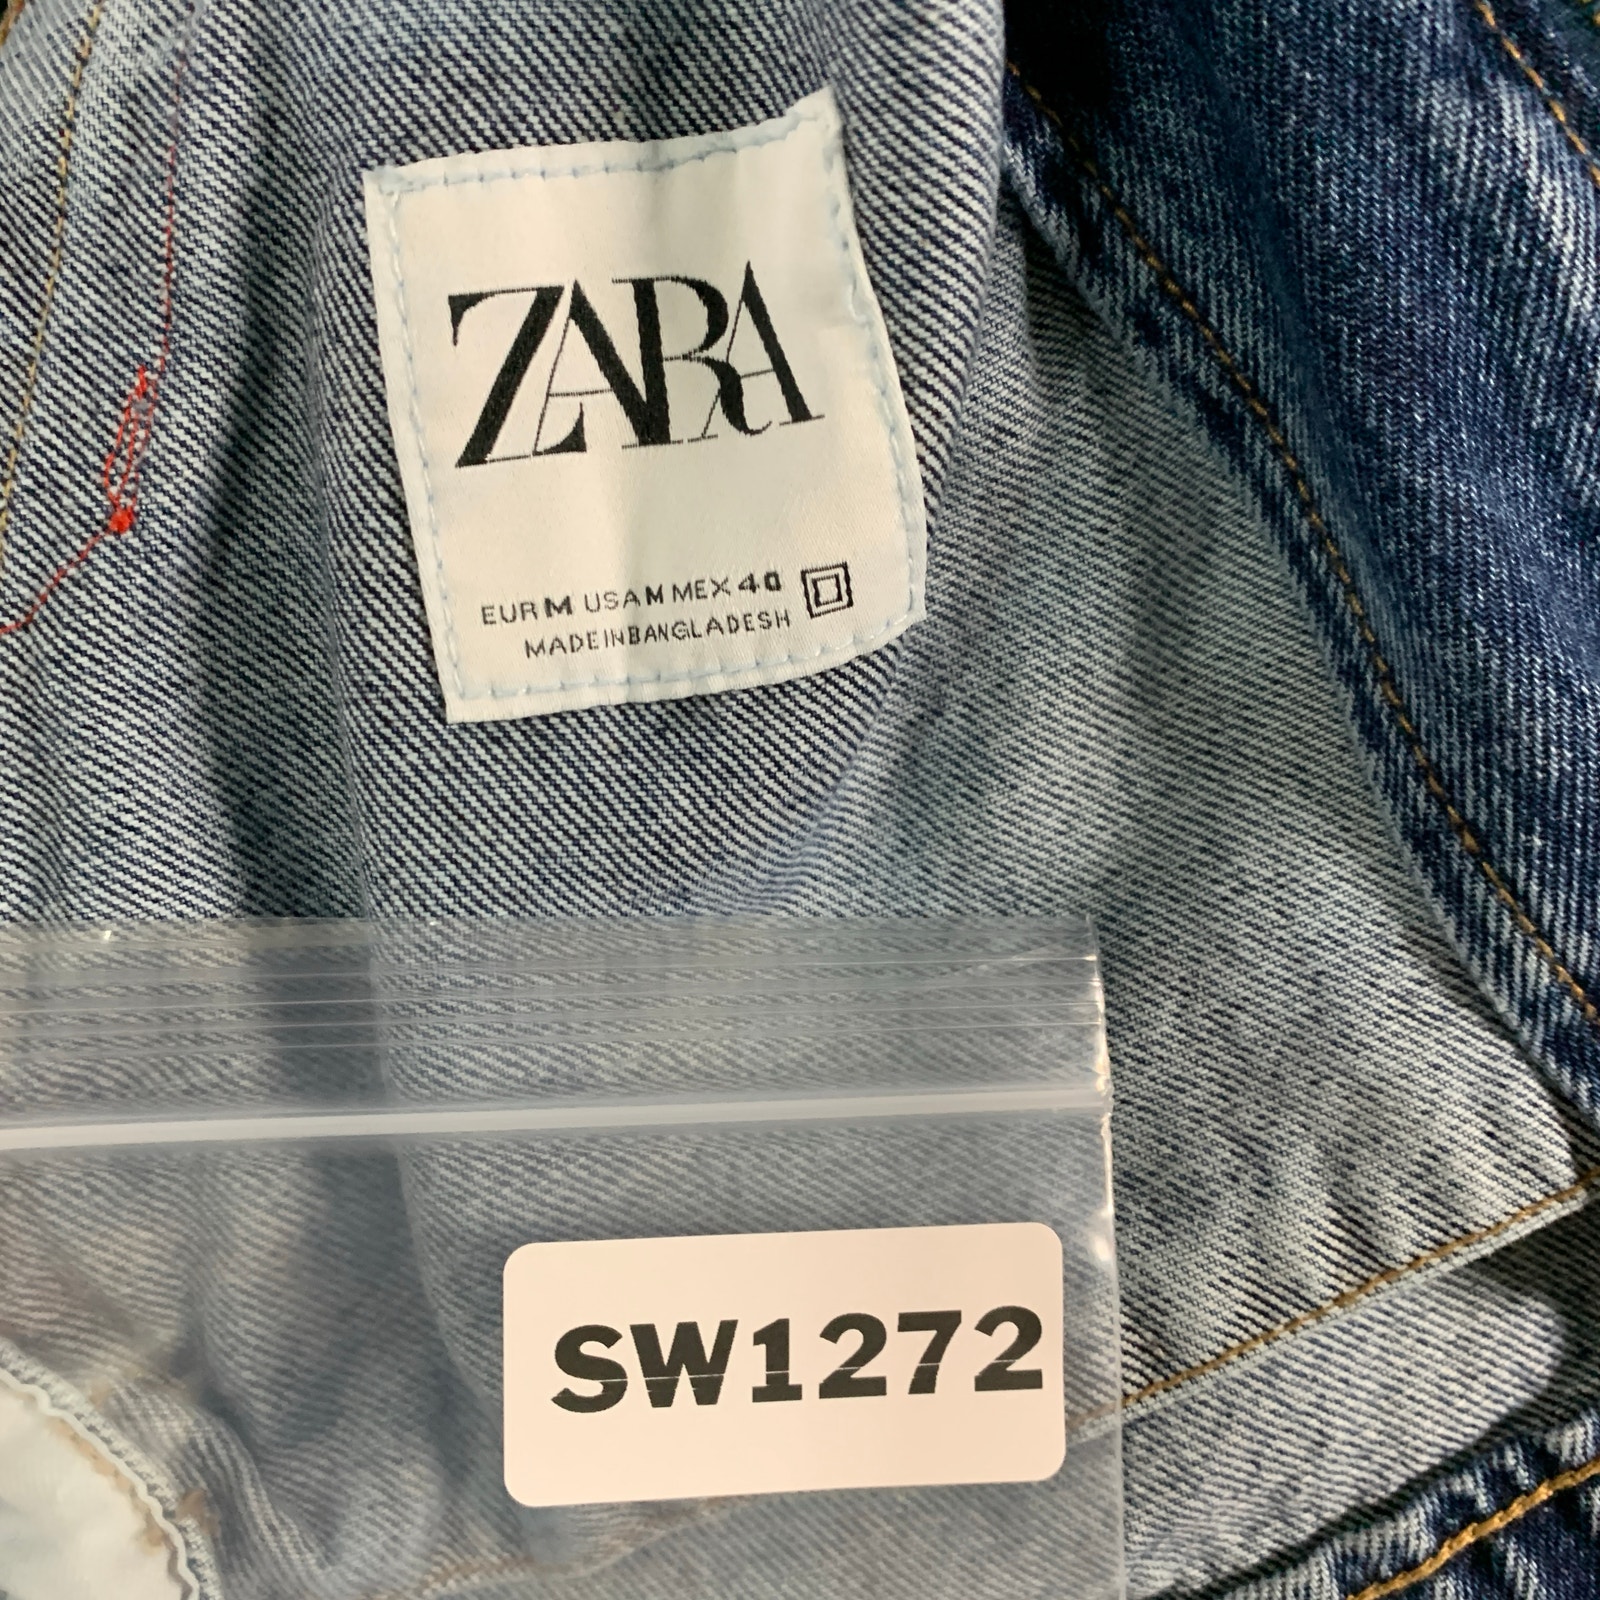 ZARA
EUR M USA M MEX 40
MADE IN BANGLADESH
SW1272